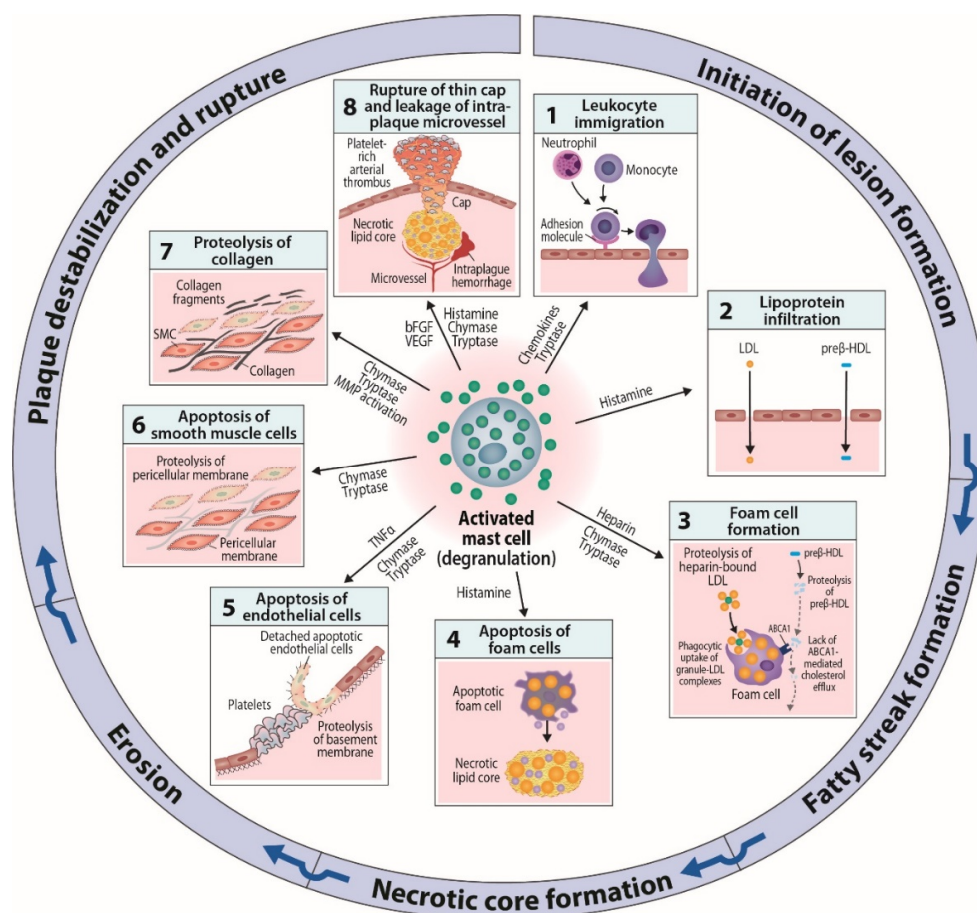 Initiation of lesion formation
Fatty streak formation
Necrotic core formation
Erosion
Plaque destabilization and rupture
1 Leukocyte
immigration
Neutrophil
Monocyte
Adhesion
molecule
Chemokines
Tryptase
2 Lipoprotein
infiltration
LDL preβ-HDL
Histamine
3 Foam cell
formation
Proteolysis of
heparin-bound
LDL
preβ-HDL
Proteolysis
of
preβ-HDL
ABCA1
Phagocytic
uptake of
granule-LDL
complexes
Lack of
ABCA1-
mediated
cholesterol
efflux
Foam cell
Heparin
Chymase
Tryptase
4 Apoptosis of
foam cells
Apoptotic
foam cell
Necrotic
lipid core
Histamine
5 Apoptosis of
endothelial cells
Detached apoptotic
endothelial cells
Platelets
Proteolysis
of basement
membrane
TNFα
Chymase
Tryptase
6 Apoptosis of
smooth muscle cells
Proteolysis of
pericellular membrane
Pericellular
membrane
Chymase
Tryptase
7 Proteolysis of
collagen
Collagen
fragments
SMC
Collagen
Chymase
Tryptase
MMP activation
8 Rupture of thin cap
and leakage of intra-
plaque microvessel
Platelet-
rich
arterial
thrombus
Cap
Necrotic
lipid core
Microvessel
Intraplague
hemorrhage
bFGF
VEGF
Histamine
Chymase
Tryptase
Activated
mast cell
(degranulation)